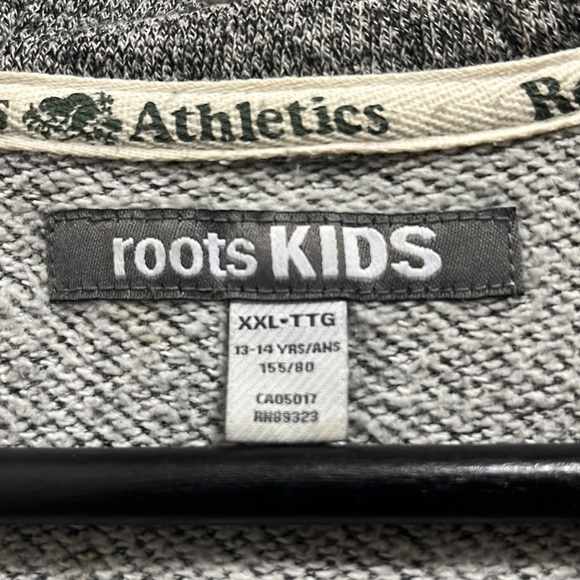 Athletics
roots KIDS
XXL•TTG
13-14 YRS/ANS
155/80
CA05017
RN89323